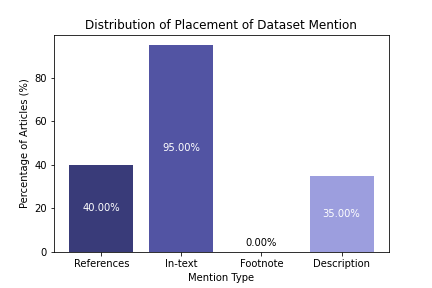 Distribution of Placement of Dataset Mention
Percentage of Articles (%)
80
60
40
20
0
40.00%
95.00%
0.00%
35.00%
References
In-text
Footnote
Description
Mention Type